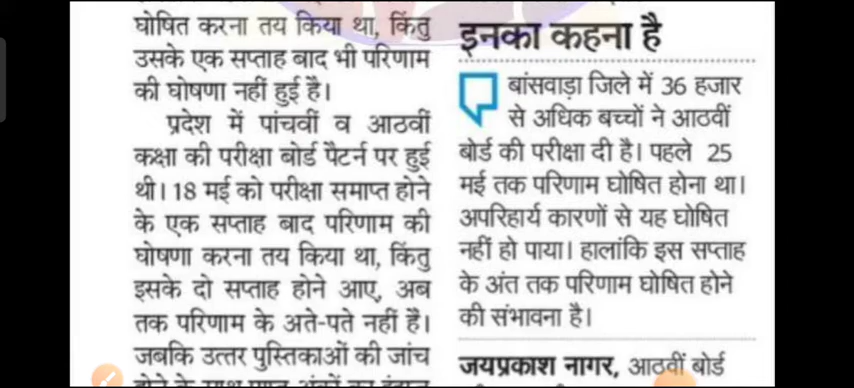 घोषित करना तय किया था, किंतु
उसके एक सप्ताह बाद भी परिणाम
की घोषणा नहीं हुई है।
प्रदेश में पांचवीं व आठवीं
कक्षा की परीक्षा बोर्ड पैटर्न पर हुई
थी। 18 मई को परीक्षा समाप्त होने
के एक सप्ताह बाद परिणाम की
घोषणा करना तय किया था, किंतु
इसके दो सप्ताह होने आए, अब
तक परिणाम के अते-पते नहीं है।
जबकि उत्तर पुस्तिकाओं की जांच
होने के साथ
इनका कहना है
बांसवाड़ा जिले में 36 हजार
से अधिक बच्चों ने आठवीं
बोर्ड की परीक्षा दी है। पहले 25
मई तक परिणाम घोषित होना था।
अपरिहार्य कारणों से यह घोषित
नहीं हो पाया। हालांकि इस सप्ताह
के अंत तक परिणाम घोषित होने
की संभावना है।
जयप्रकाश नागर, आठवीं बोर्ड